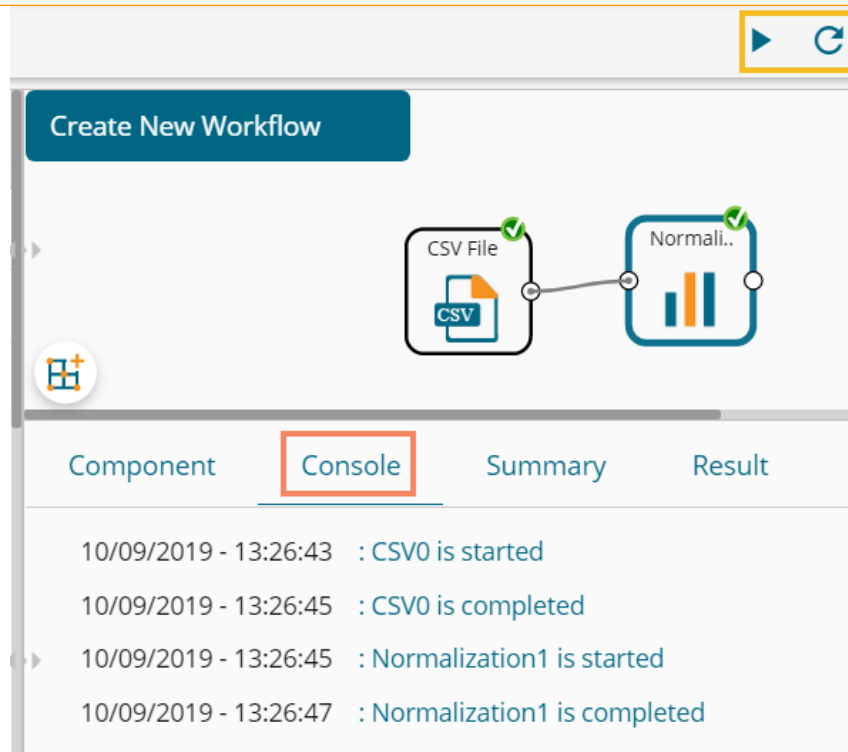 Create New Workflow
CSV File
Normali..
CSV
Component Console Summary Result
10/09/2019 - 13:26:43 : CSV0 is started
10/09/2019 - 13:26:45 : CSV0 is completed
10/09/2019 - 13:26:45 : Normalization1 is started
10/09/2019 - 13:26:47 : Normalization1 is completed